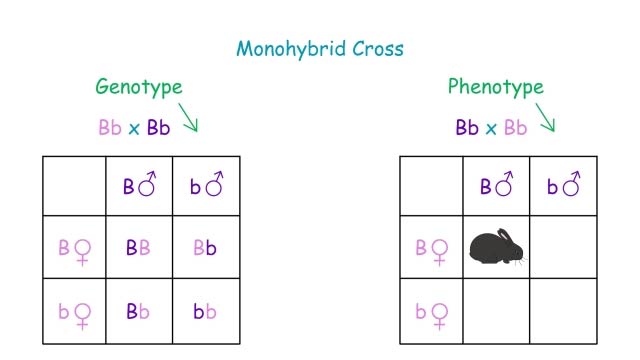 Monohybrid Cross
Genotype
Bb x Bb
B♂ b♂
B♀ BB Bb
b♀ Bb bb
Phenotype
Bb x Bb
B♂ b♂
B♀
b♀